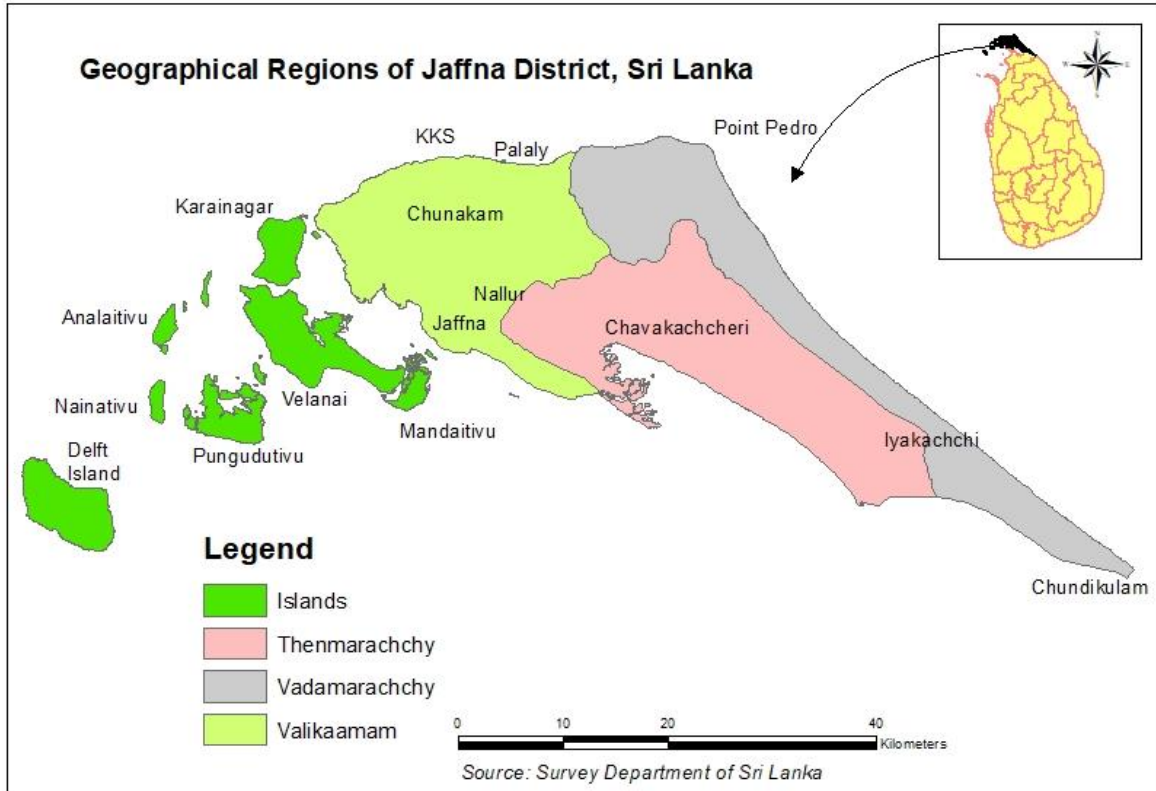 Geographical Regions of Jaffna District, Sri Lanka
N
W
E
S
Point Pedro
KKS
Palaly
Karainagar
Chunakam
Nallur
Analaitivu
Jaffna
Chavakachcheri
Nainativu
Velanai
Mandaitivu
Iyakachchi
Delft
Island
Pungudutivu
Chundikulam
Legend
Islands
Thenmarachchy
Vadamarachchy
Valikaamam
0 10 20 40
Kilometers
Source: Survey Department of Sri Lanka